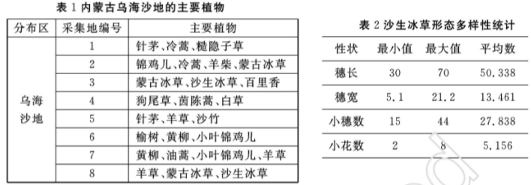 表1内蒙古乌海沙地的主要植物
分布区 采集地编号 主要植物
乌海沙地
1 针茅、冷蒿、糙隐子草
2 锦鸡儿、冷蒿、羊柴、蒙古冰草
3 蒙古冰草、沙生冰草、百里香
4 狗尾草、茵陈蒿、白草
5 针茅、羊草、沙竹
6 榆树、黄柳、小叶锦鸡儿
7 黄柳、油蒿、小叶锦鸡儿、羊草
8 羊草、蒙古冰草、沙生冰草
表2沙生冰草形态多样性统计
性状 最小值 最大值 平均数
穗长 30 70 50.338
穗宽 5.1 21.2 13.461
小穗数 15 44 27.838
小花数 2 8 5.156